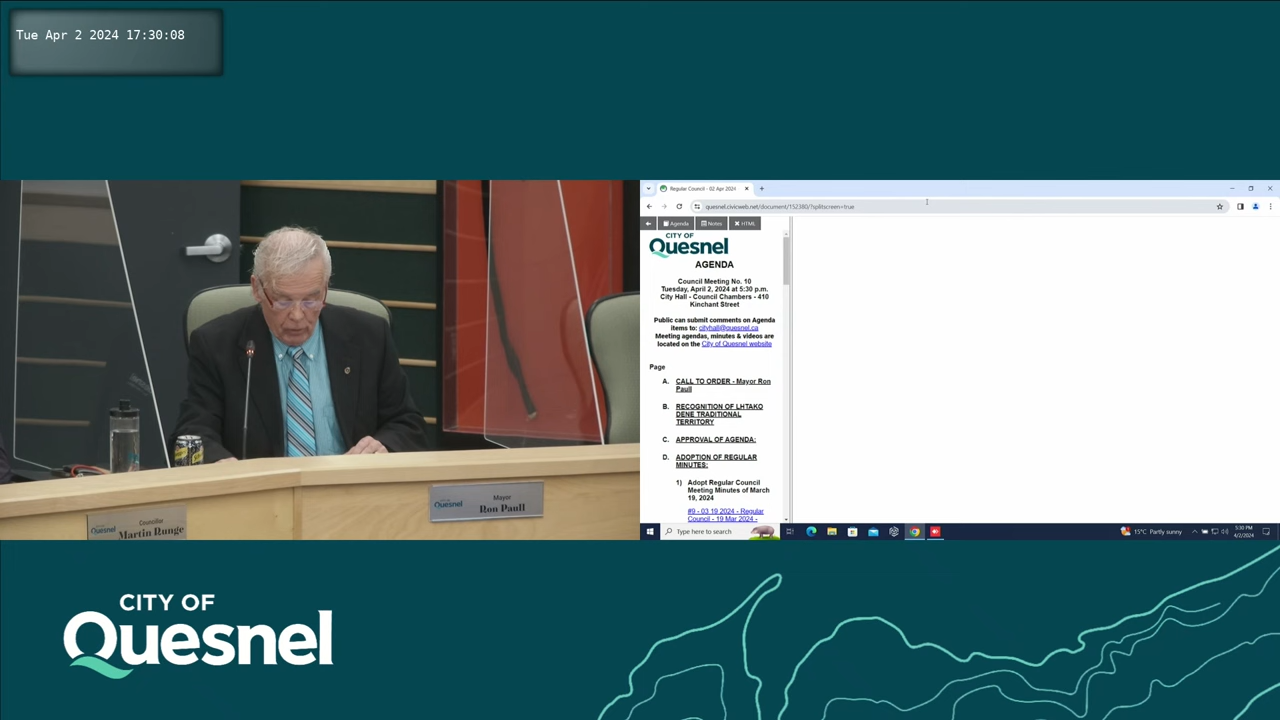 Tue Apr 2 2024 17:30:08
Councillor
Martin Runge
Mayor
Ron Paull
Regular Council - 02 Apr 2024
quesnel.civicweb.net/document/152380/?splitscreen=true
Agenda
Notes
HTML
CITY OF
Quesnel
AGENDA
Council Meeting No. 10
Tuesday, April 2, 2024 at 5:30 p.m.
City Hall - Council Chambers - 410
Kinchant Street
Public can submit comments on Agenda
items to: cityhall@quesnel.ca
Meeting agendas, minutes & videos are
located on the City of Quesnel website
Page
A. CALL TO ORDER - Mayor Ron
Paull
B. RECOGNITION OF LHTAKO
DENE TRADITIONAL
TERRITORY
C. APPROVAL OF AGENDA:
D. ADOPTION OF REGULAR
MINUTES:
1) Adopt Regular Council
Meeting Minutes of March
19, 2024
#9 - 03 19 2024 - Regular
Council - 19 Mar 2024 -
Type here to search
15°C Partly sunny
5:30 PM
4/2/2024
CITY OF
Quesnel